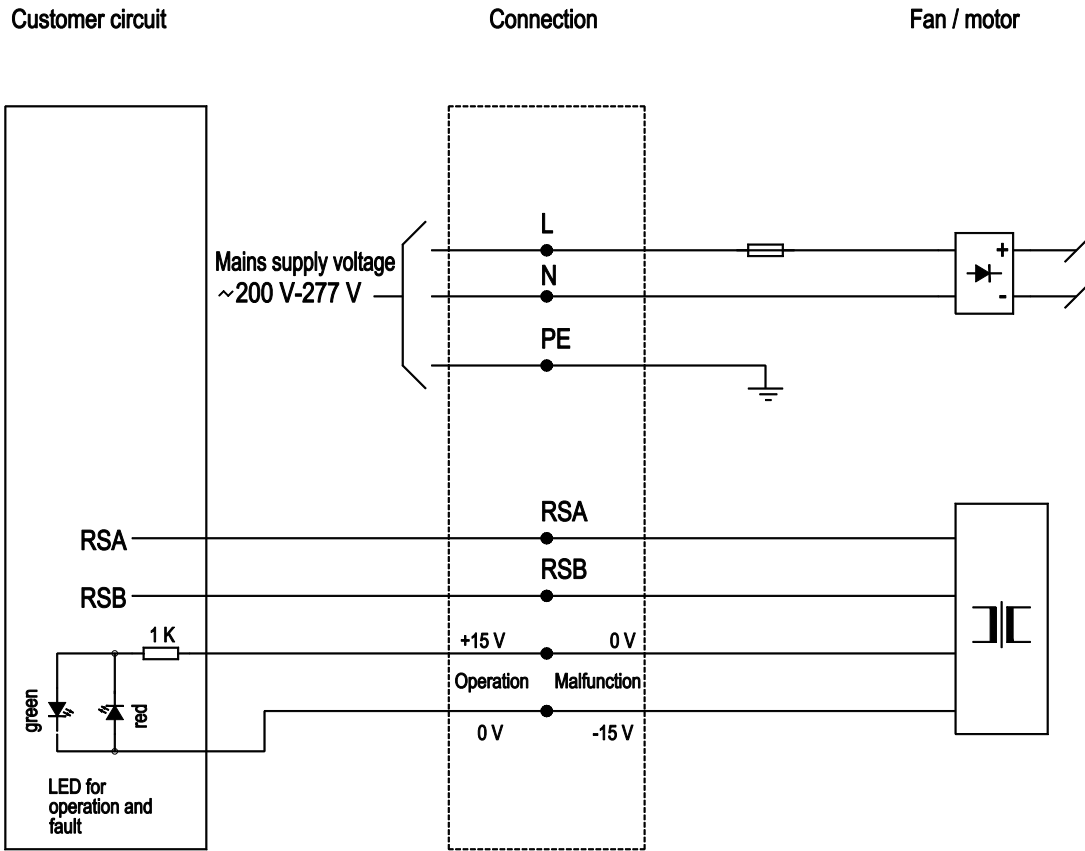 Customer circuit
Connection
Fan / motor
L
Mains supply voltage
~200 V-277 V
N
PE
+
-
RSA
RSA
RSB
RSB
1 K
+15 V
0 V
Operation
Malfunction
green
red
0 V
-15 V
LED for
operation and
fault